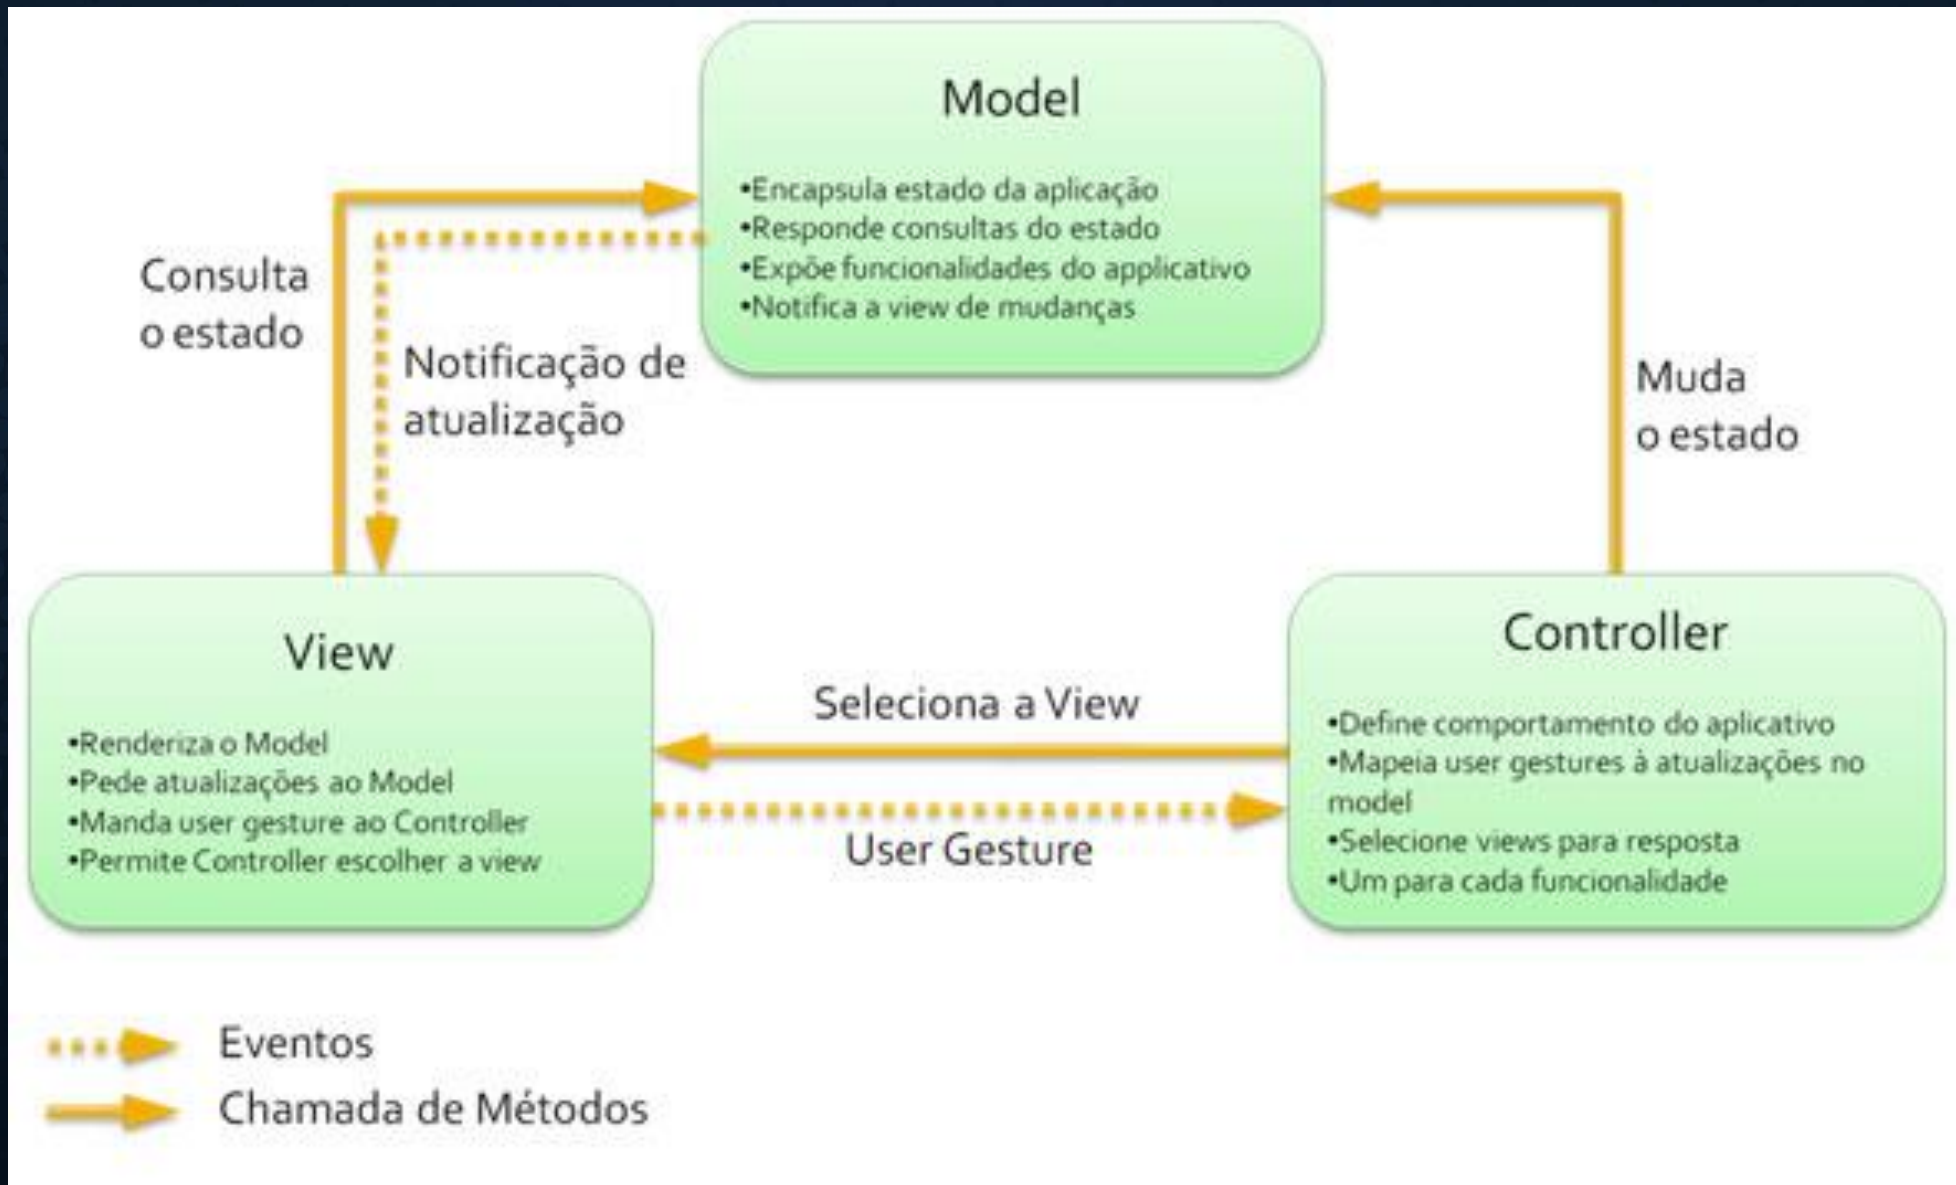 Model
•Encapsula estado da aplicação
•Responde consultas do estado
•Expõe funcionalidades do applicativo
•Notifica a view de mudanças
Consulta
o estado
Notificação de
atualização
Muda
o estado
View
•Renderiza o Model
•Pede atualizações ao Model
•Manda user gesture ao Controller
•Permite Controller escolher a view
Seleciona a View
User Gesture
Controller
•Define comportamento do aplicativo
•Mapeia user gestures à atualizações no
model
•Selecione views para resposta
•Um para cada funcionalidade
Eventos
Chamada de Métodos